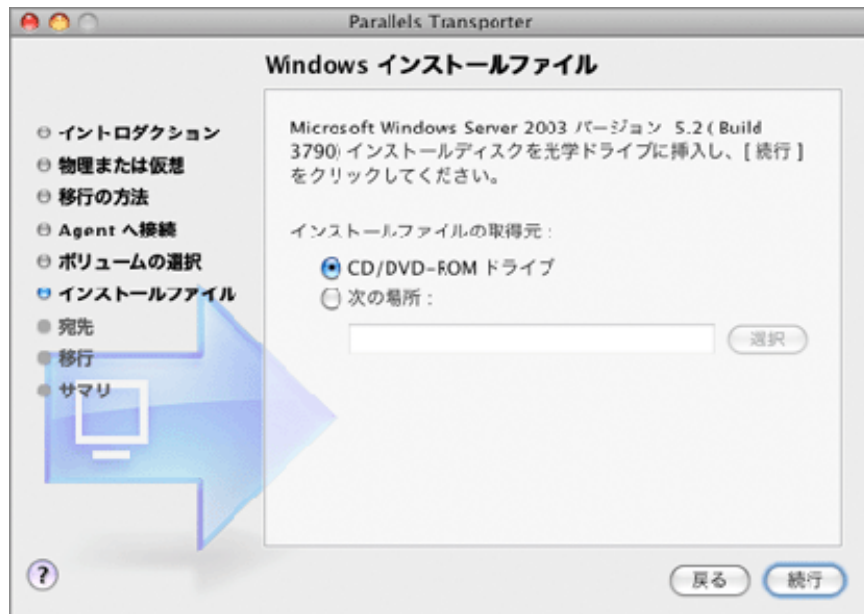 Parallels Transporter
Windows インストールファイル
イントロダクション
物理または仮想
移行の方法
Agent へ接続
ボリュームの選択
インストールファイル
宛先
移行
サマリ
Microsoft Windows Server 2003 バージョン 5.2 ( Build
3790) インストールディスクを光学ドライブに挿入し、[ 続行 ]
をクリックしてください。
インストールファイルの取得元 :
CD/DVD-ROM ドライブ
次の場所 :
選択
?
戻る
続行